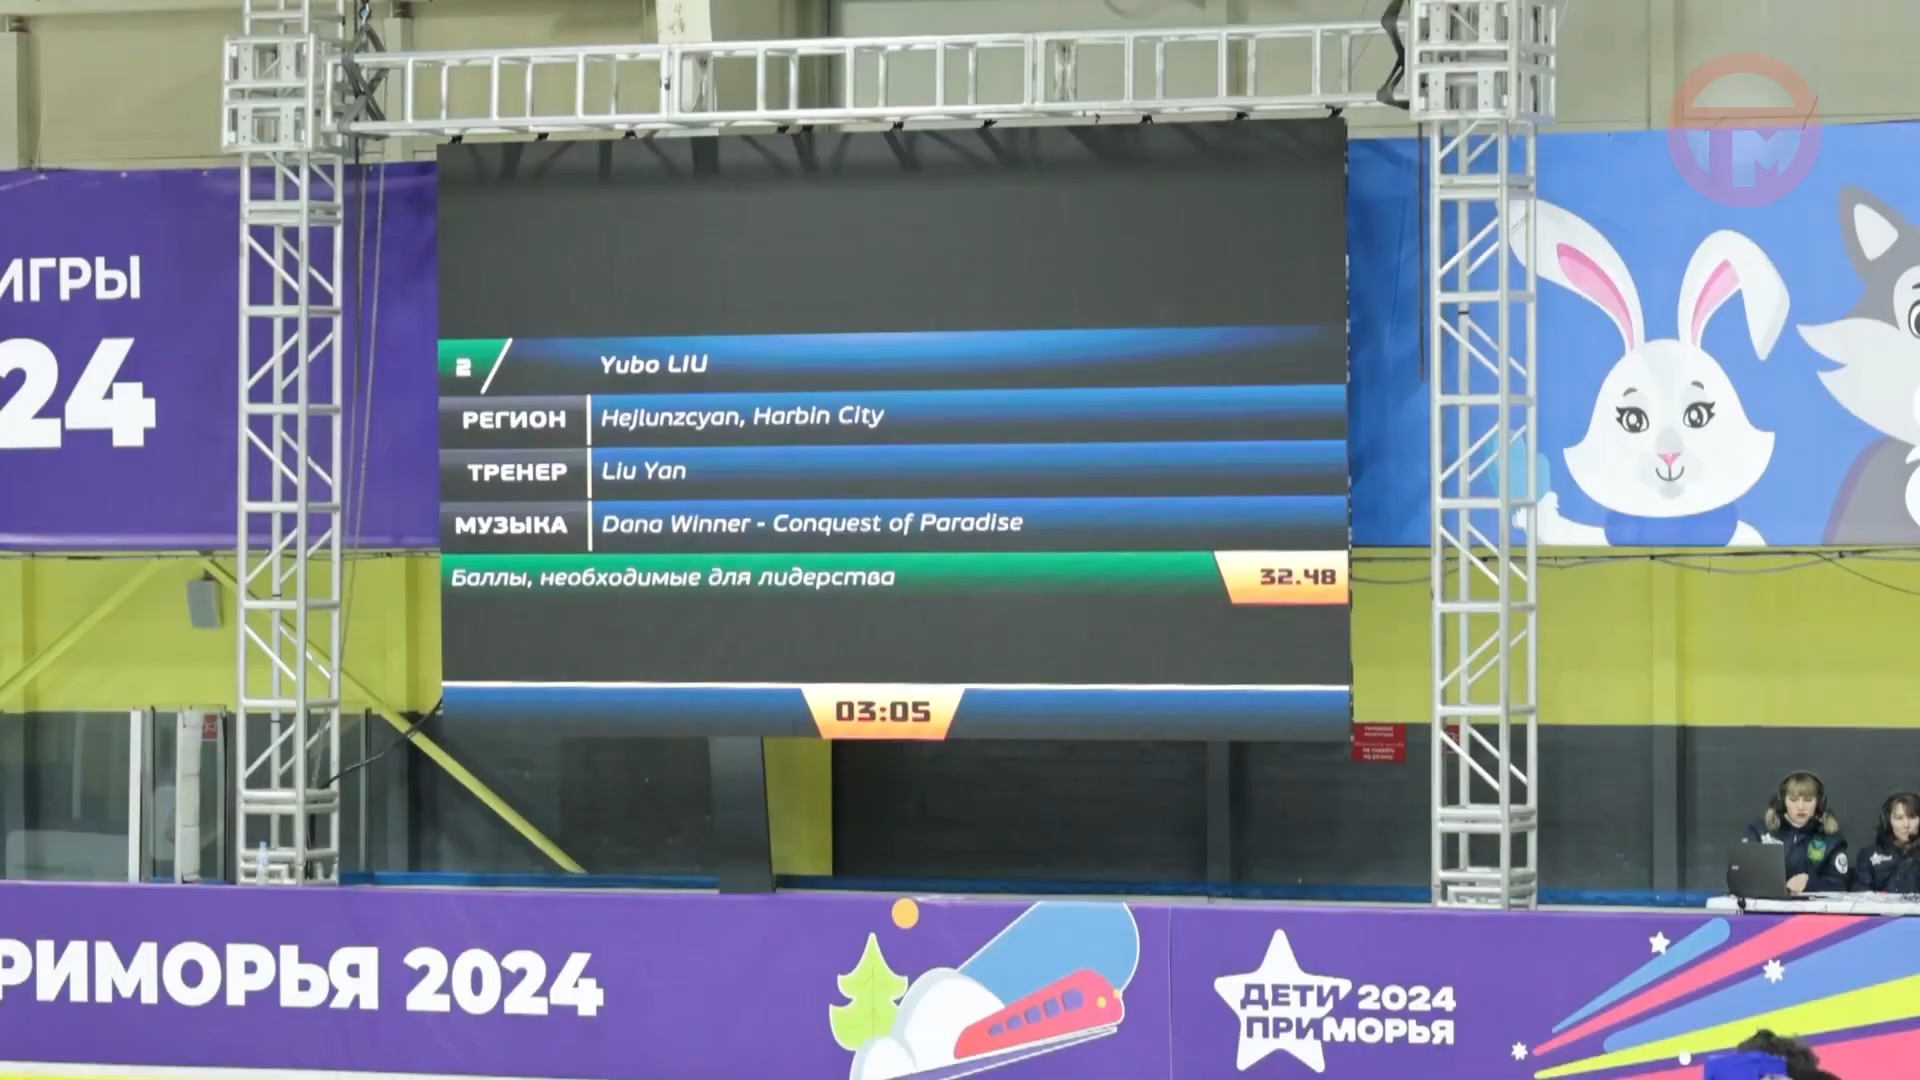 ТМ
ИГРЫ
24
2
Yubo LIU
РЕГИОН
Hejlunzcyan, Harbin City
ТРЕНЕР
Liu Yan
МУЗЫКА
Dana Winner - Conquest of Paradise
Баллы, необходимые для лидерства
32.48
03:05
РИМОРЬЯ 2024
ДЕТИ 2024
ПРИМОРЬЯ